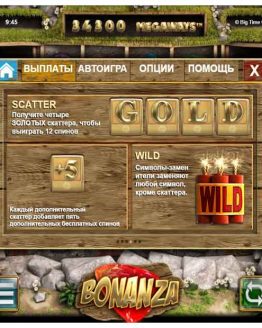 9:45
36300 MEGAWAYS™
© Big Time
ВЫПЛАТЫ АВТОИГРА ОПЦИИ ПОМОЩЬ X
SCATTER
Получите четыре
ЗОЛОТЫХ скаттера, чтобы
выиграть 12 спинов
GOLD
+5
Каждый дополнительный
скаттер добавляет пять
дополнительных бесплатных спинов
WILD
Символы-замен
ители заменяют
любой символ,
кроме скаттера.
WILD
BONANZA